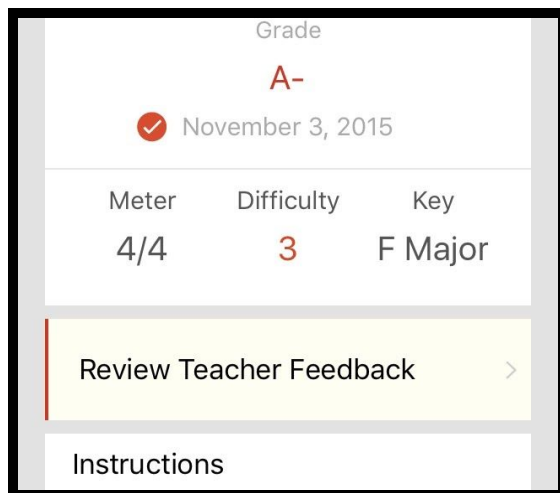 Grade
A-
November 3, 2015
Meter Difficulty Key
4/4 3 F Major
Review Teacher Feedback
Instructions